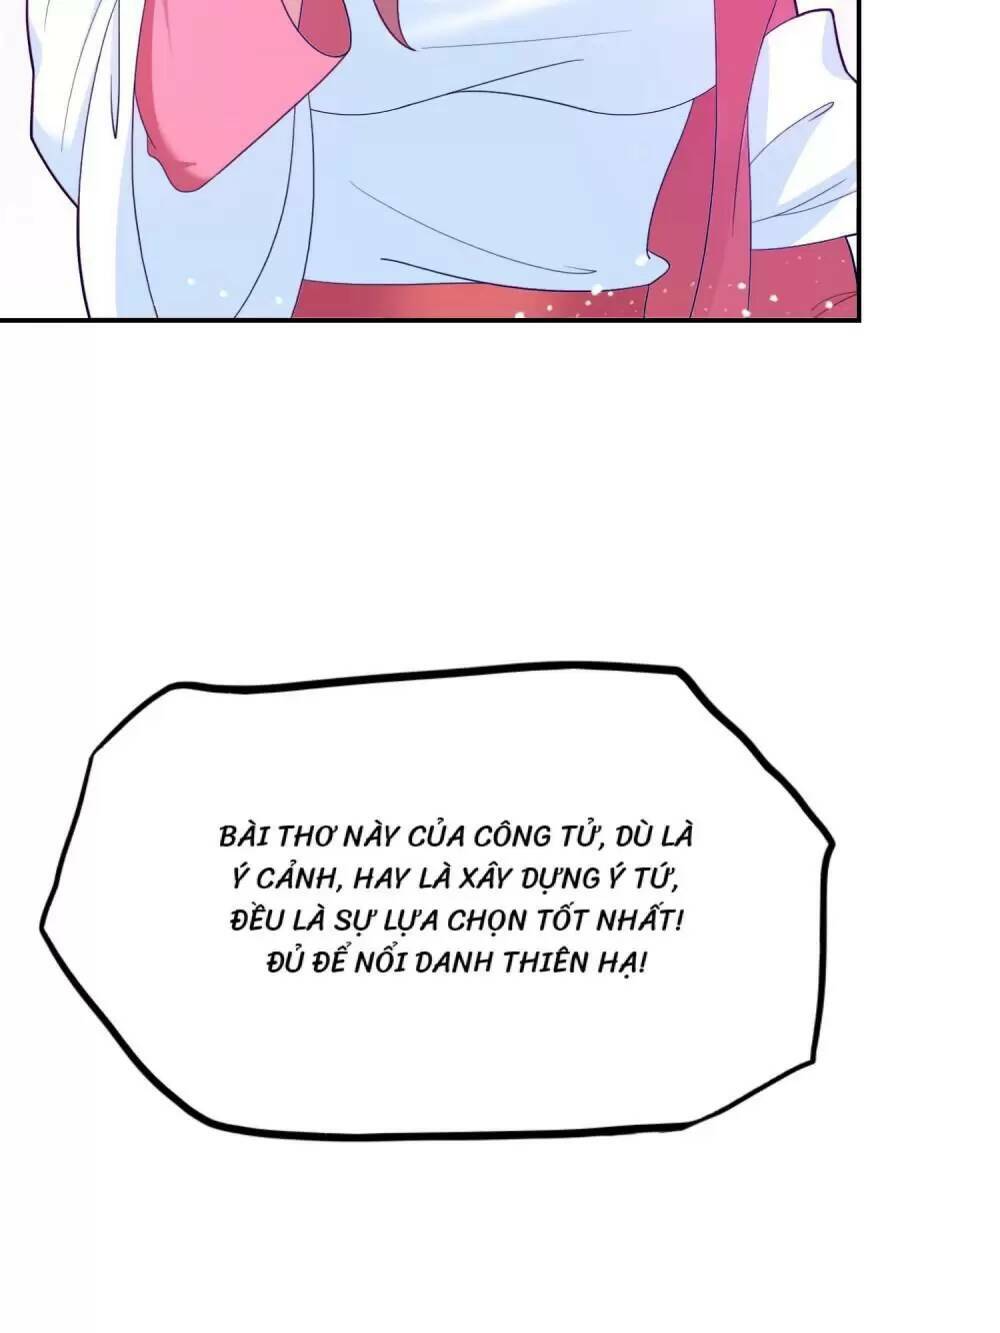 BÀI THƠ NÀY CỦA CÔNG TỬ, DÙ LÀ
Ý CẢNH, HAY LÀ XÂY DỰNG Ý TỨ,
ĐỀU LÀ SỰ LỰA CHỌN TỐT NHẤT!
ĐỦ ĐỂ NỔI DANH THIÊN HẠ!